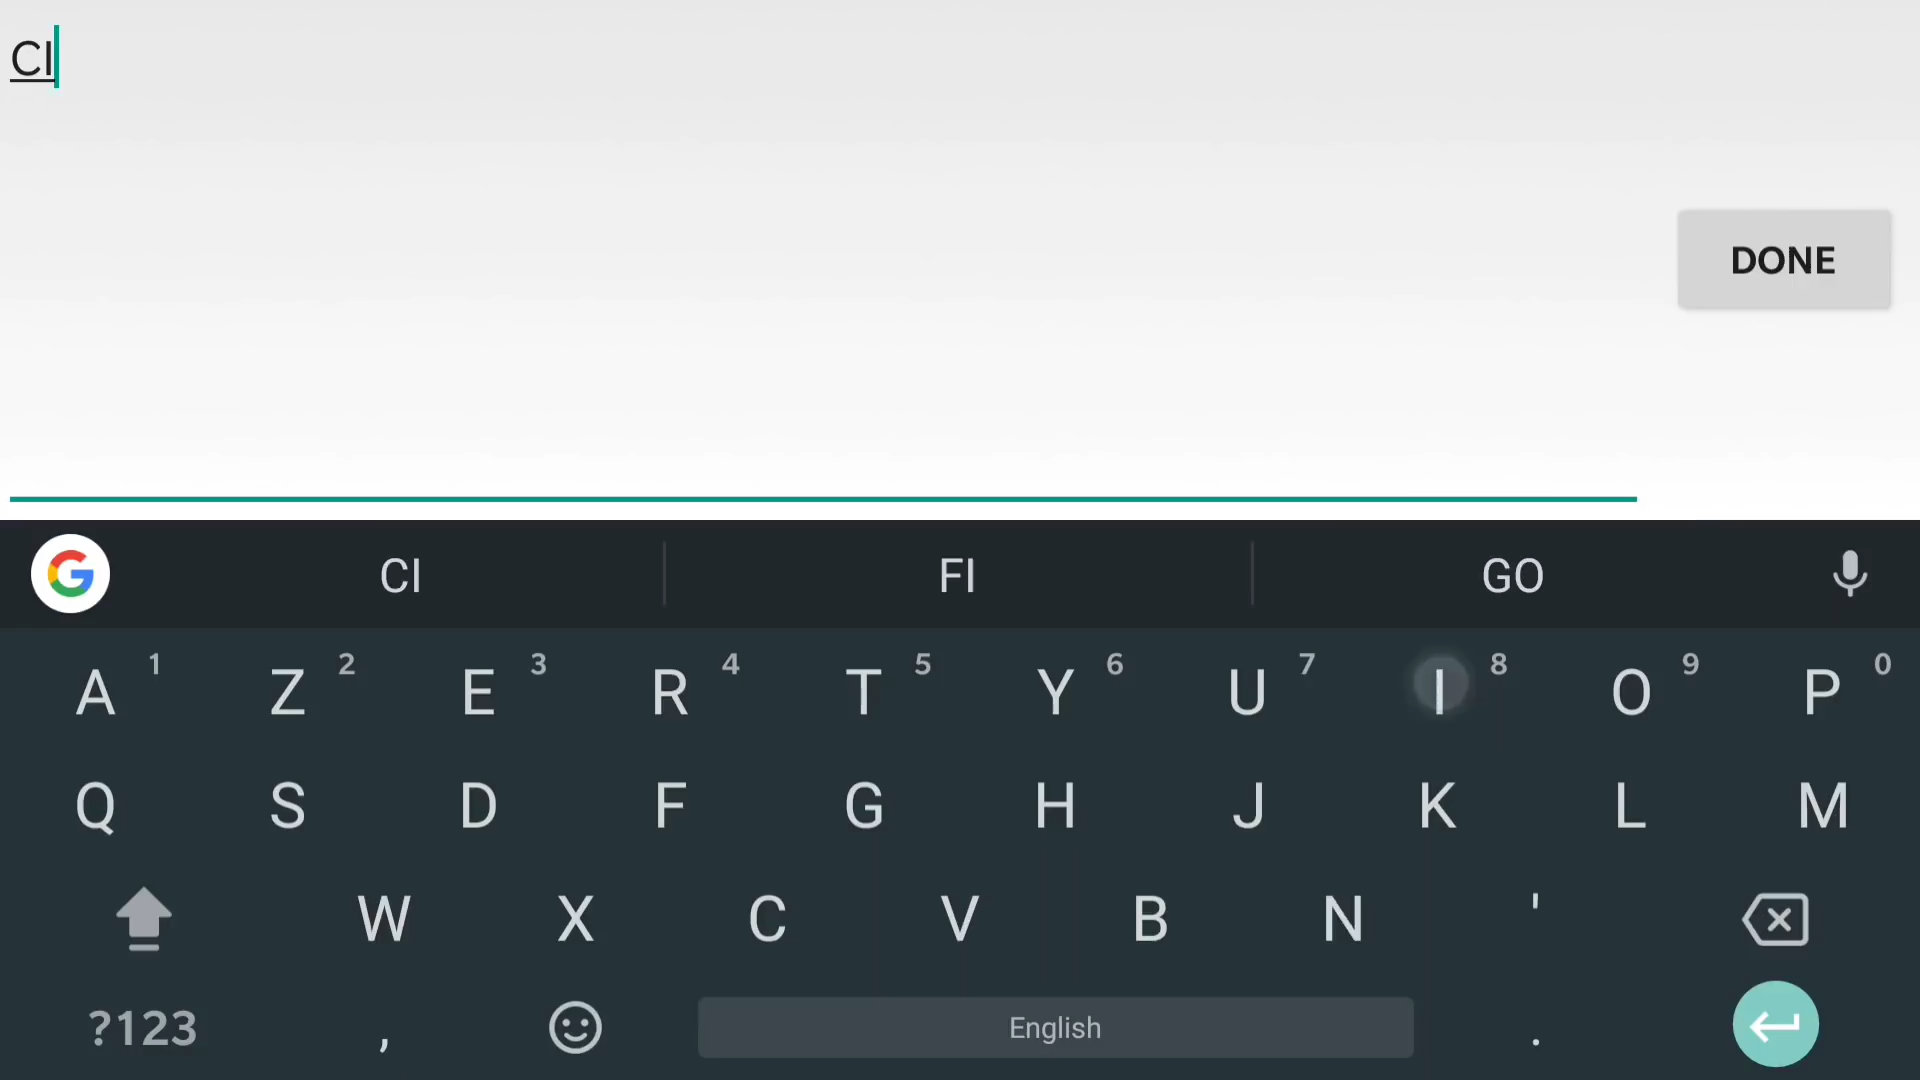 CI
DONE
CI FI GO
A 1 Z 2 E 3 R 4 T 5 Y 6 U 7 I 8 O 9 P 0
Q S D F G H J K L M
W X C V B N '
?123 , English .